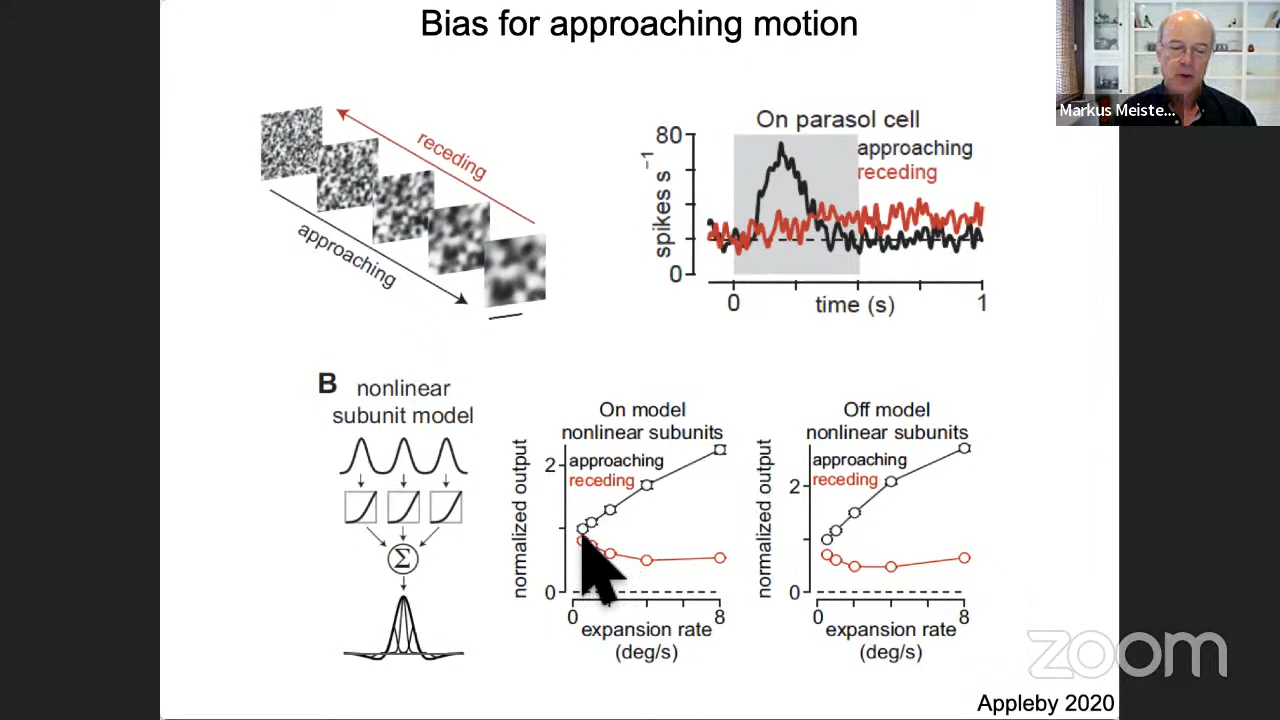 Bias for approaching motion
Markus Meiste...
receding
approaching
On parasol cell
approaching
receding
80
0
spikes s⁻¹
0
time (s)
1
B nonlinear
subunit model
Σ
On model
nonlinear subunits
approaching
receding
2
0
normalized output
0
8
expansion rate
(deg/s)
Off model
nonlinear subunits
approaching
receding
2
0
normalized output
0
8
expansion rate
(deg/s)
zoom
Appleby 2020